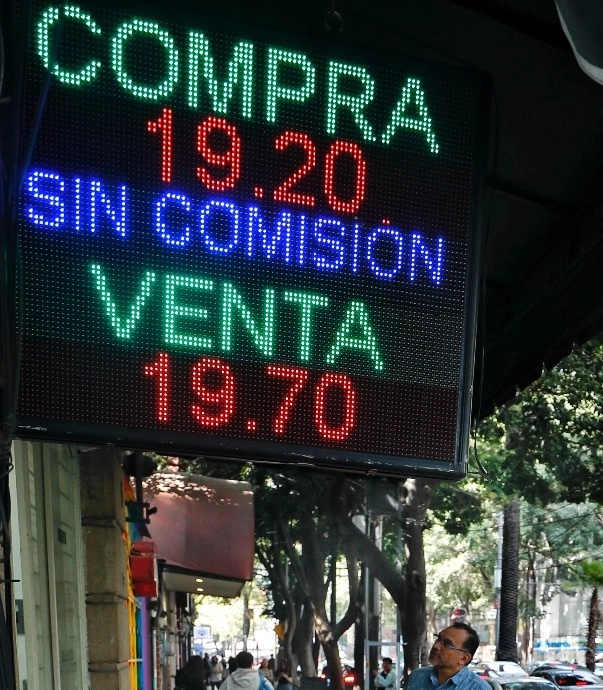 COMPRA
19.20
SIN COMISIÓN
VENTA
19.70